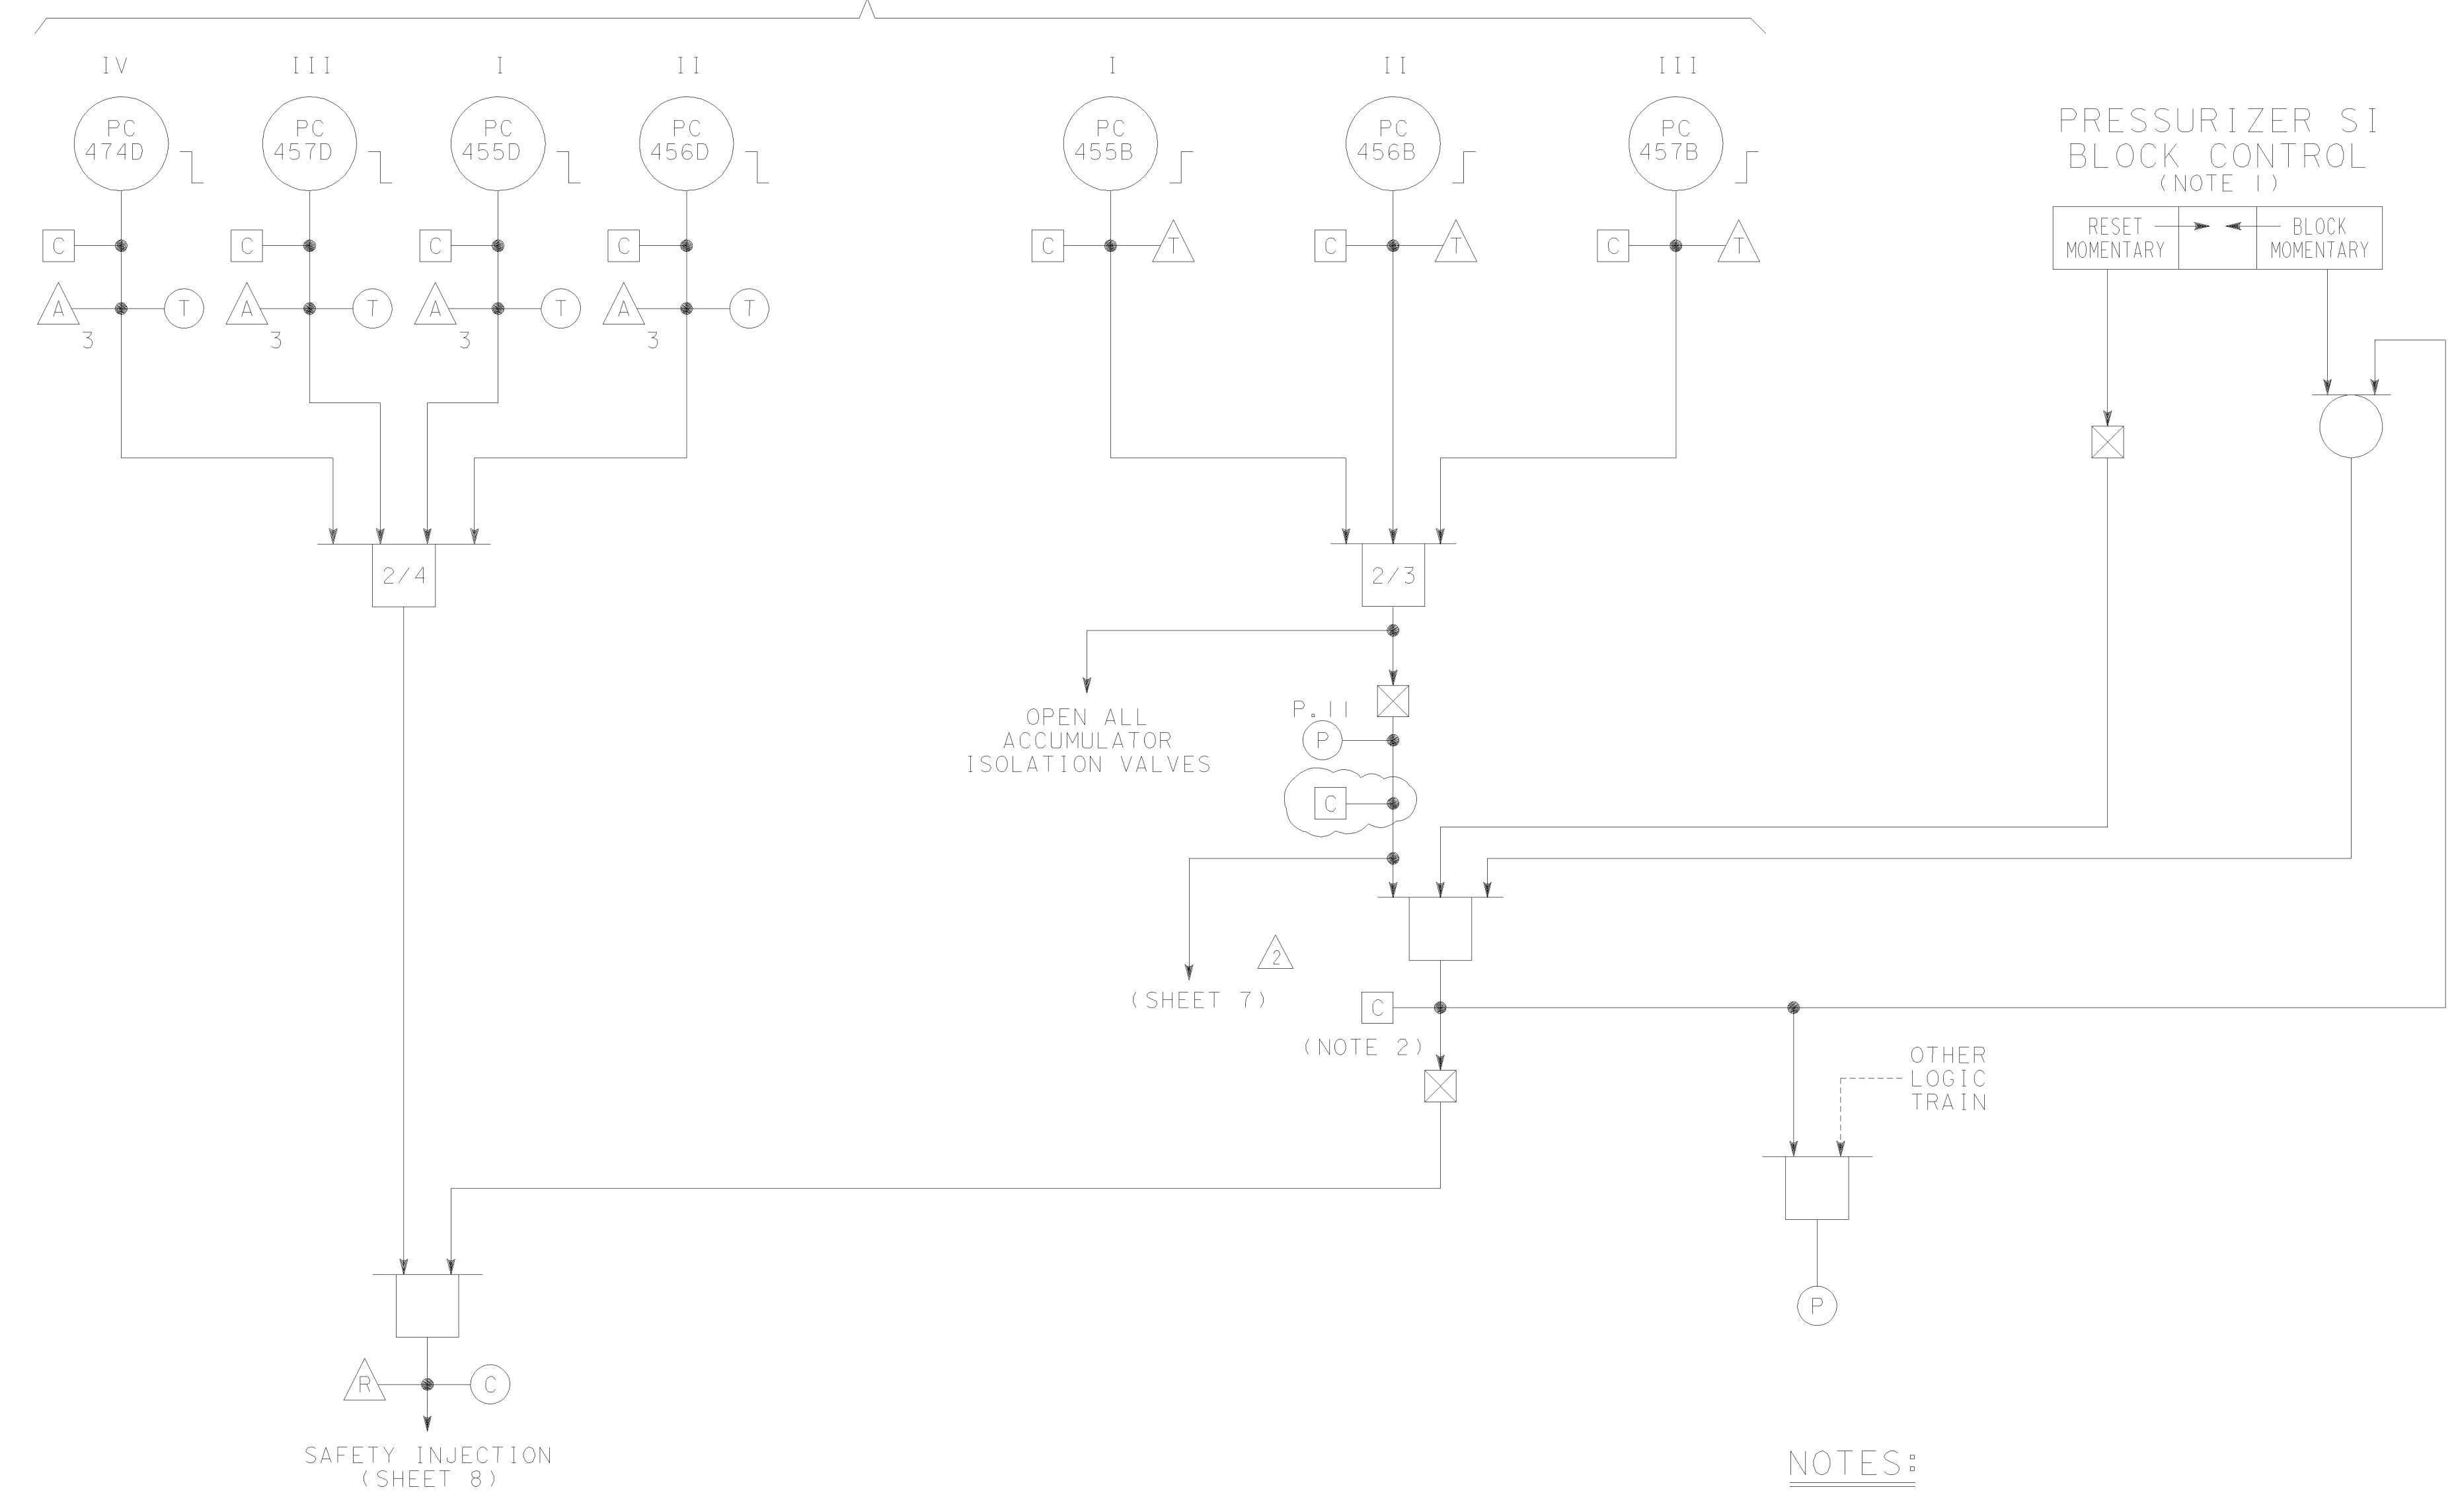 IV
III
I
II
I
II
III
PC
474D
PC
457D
PC
455D
PC
456D
PC
455B
PC
456B
PC
457B
PRESSURIZER SI
BLOCK CONTROL
(NOTE 1)
RESET
MOMENTARY
BLOCK
MOMENTARY
C
C
C
C
C
T
C
T
C
T
A
T
3
A
T
3
A
T
3
A
T
3
2/4
2/3
OPEN ALL
ACCUMULATOR
ISOLATION VALVES
P.11
P
C
2
(SHEET 7)
C
(NOTE 2)
OTHER
LOGIC
TRAIN
P
R
C
SAFETY INJECTION
(SHEET 8)
NOTES: